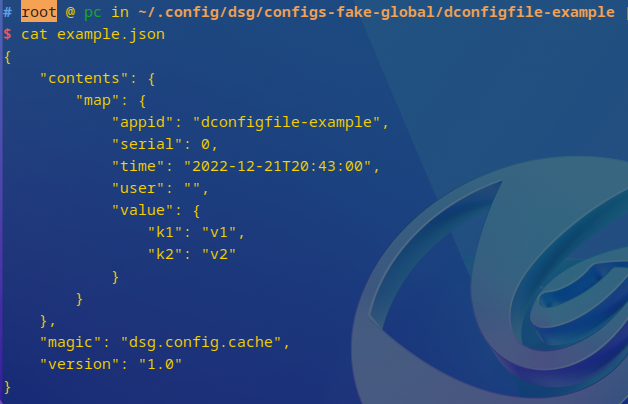 # root @ pc in ~/.config/dsg/configs-fake-global/dconfigfile-example
$ cat example.json
{
    "contents": {
        "map": {
            "appid": "dconfigfile-example",
            "serial": 0,
            "time": "2022-12-21T20:43:00",
            "user": "",
            "value": {
                "k1": "v1",
                "k2": "v2"
            }
        }
    },
    "magic": "dsg.config.cache",
    "version": "1.0"
}